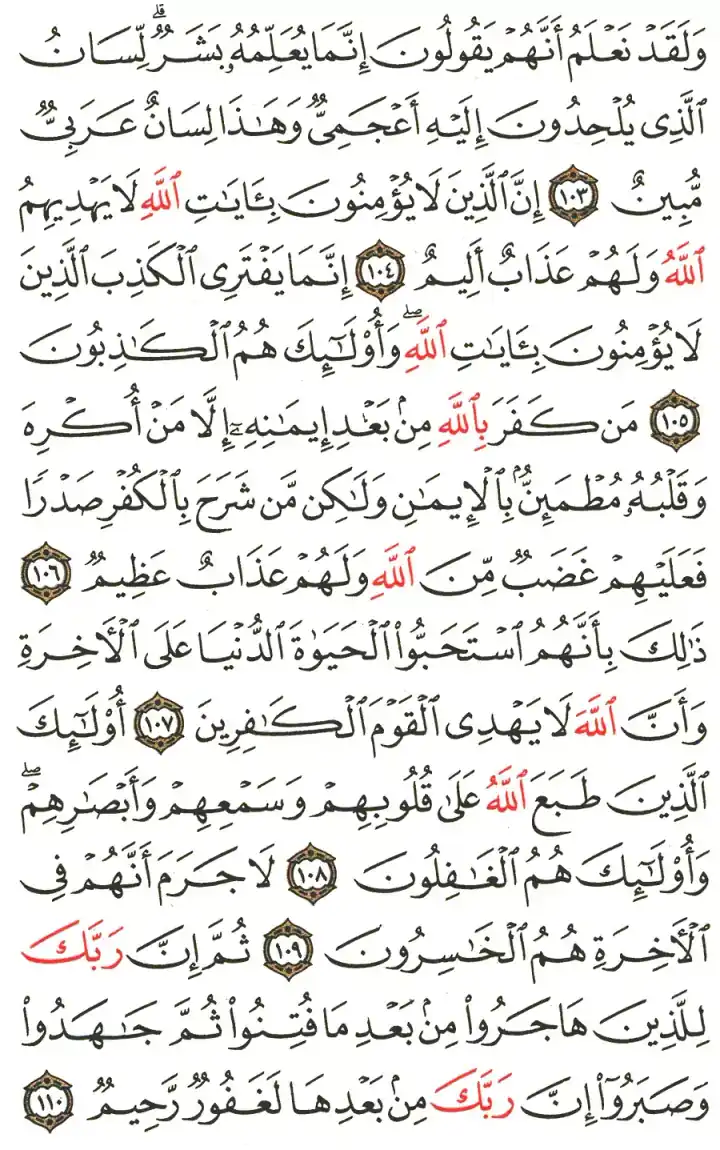 وَلَقَدْ نَعْلَمُ أَنَّهُمْ يَقُولُونَ إِنَّمَا يُعَلِّمُهُۥ بَشَرٌ ۗ لِّسَانُ
ٱلَّذِى يُلْحِدُونَ إِلَيْهِ أَعْجَمِىٌّ وَهَـٰذَا لِسَانٌ عَرَبِىٌّ
مُّبِينٌ ١٠٣ إِنَّ ٱلَّذِينَ لَا يُؤْمِنُونَ بِـَٔايَـٰتِ ٱللَّهِ لَا يَهْدِيهِمُ
ٱللَّهُ وَلَهُمْ عَذَابٌ أَلِيمٌ ١٠٤ إِنَّمَا يَفْتَرِى ٱلْكَذِبَ ٱلَّذِينَ
لَا يُؤْمِنُونَ بِـَٔايَـٰتِ ٱللَّهِ ۖ وَأُو۟لَـٰٓئِكَ هُمُ ٱلْكَـٰذِبُونَ
١٠٥ مَن كَفَرَ بِٱللَّهِ مِنۢ بَعْدِ إِيمَـٰنِهِۦٓ إِلَّا مَنْ أُكْرِهَ
وَقَلْبُهُۥ مُطْمَئِنٌّۢ بِٱلْإِيمَـٰنِ وَلَـٰكِن مَّن شَرَحَ بِٱلْكُفْرِ صَدْرًا
فَعَلَيْهِمْ غَضَبٌ مِّنَ ٱللَّهِ وَلَهُمْ عَذَابٌ عَظِيمٌ ١٠٦
ذَٰلِكَ بِأَنَّهُمُ ٱسْتَحَبُّوا۟ ٱلْحَيَوٰةَ ٱلدُّنْيَا عَلَى ٱلْـَٔاخِرَةِ
وَأَنَّ ٱللَّهَ لَا يَهْدِى ٱلْقَوْمَ ٱلْكَـٰفِرِينَ ١٠٧ أُو۟لَـٰٓئِكَ
ٱلَّذِينَ طَبَعَ ٱللَّهُ عَلَىٰ قُلُوبِهِمْ وَسَمْعِهِمْ وَأَبْصَـٰرِهِمْ ۖ
وَأُو۟لَـٰٓئِكَ هُمُ ٱلْغَـٰفِلُونَ ١٠٨ لَا جَرَمَ أَنَّهُمْ فِى
ٱلْـَٔاخِرَةِ هُمُ ٱلْخَـٰسِرُونَ ١٠٩ ثُمَّ إِنَّ رَبَّكَ
لِلَّذِينَ هَاجَرُوا۟ مِنۢ بَعْدِ مَا فُتِنُوا۟ ثُمَّ جَـٰهَدُوا۟
وَصَبَرُوٓا۟ إِنَّ رَبَّكَ مِنۢ بَعْدِهَا لَغَفُورٌ رَّحِيمٌ ١١٠